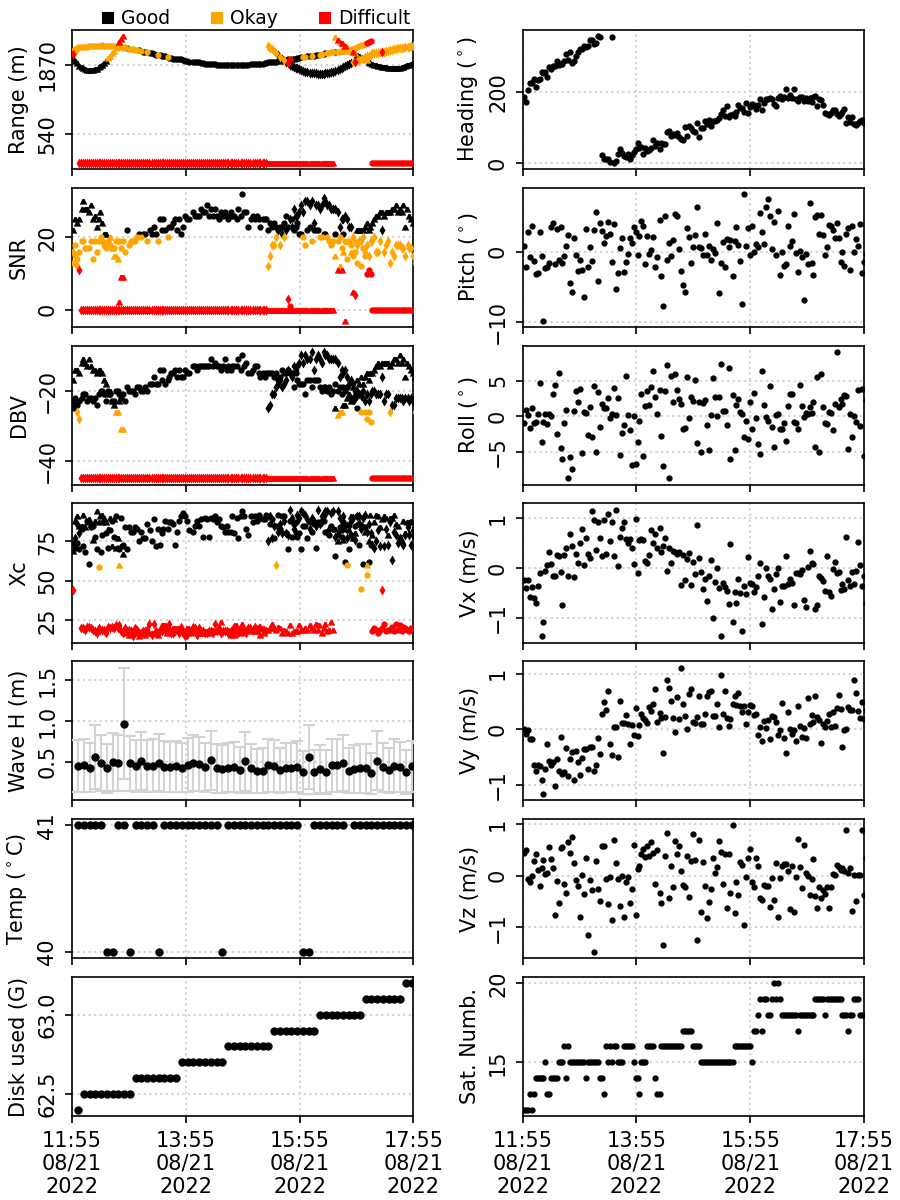 Good Okay Difficult
Range (m)
1870
540
Heading (°)
200
0
SNR
20
0
Pitch (°)
0
−10
DBV
−20
−40
Roll (°)
5
0
−5
Xc
75
50
25
Vx (m/s)
1
0
−1
Wave H (m)
1.5
1.0
0.5
Vy (m/s)
1
0
−1
Temp (°C)
41
40
Vz (m/s)
1
0
−1
Disk used (G)
63.0
62.5
Sat. Numb.
20
15
11:55 13:55 15:55 17:55
08/21 08/21 08/21 08/21
2022 2022 2022 2022
11:55 13:55 15:55 17:55
08/21 08/21 08/21 08/21
2022 2022 2022 2022